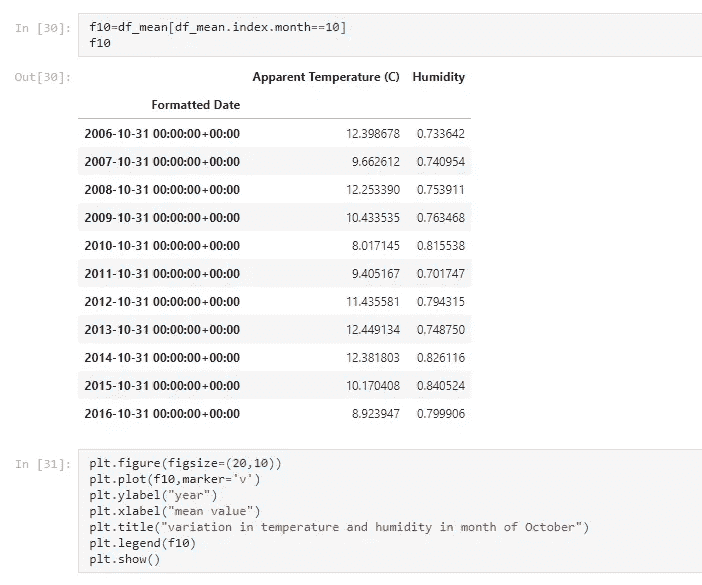 In [30]: f10=df_mean[df_mean.index.month==10]
f10
Out[30]: Apparent Temperature (C) Humidity
Formatted Date
2006-10-31 00:00:00+00:00 12.398678 0.733642
2007-10-31 00:00:00+00:00 9.662612 0.740954
2008-10-31 00:00:00+00:00 12.253390 0.753911
2009-10-31 00:00:00+00:00 10.433535 0.763468
2010-10-31 00:00:00+00:00 8.017145 0.815538
2011-10-31 00:00:00+00:00 9.405167 0.701747
2012-10-31 00:00:00+00:00 11.435581 0.794315
2013-10-31 00:00:00+00:00 12.449134 0.748750
2014-10-31 00:00:00+00:00 12.381803 0.826116
2015-10-31 00:00:00+00:00 10.170408 0.840524
2016-10-31 00:00:00+00:00 8.923947 0.799906
In [31]: plt.figure(figsize=(20,10))
plt.plot(f10,marker='v')
plt.ylabel("year")
plt.xlabel("mean value")
plt.title("variation in temperature and humidity in month of October")
plt.legend(f10)
plt.show()